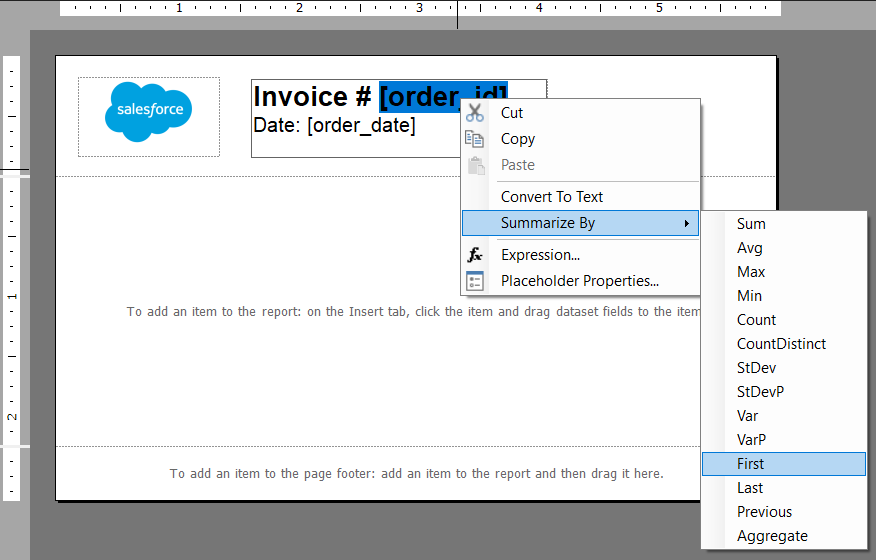 1 2 3 4 5
salesforce
Invoice # [order_id]
Date: [order_date]
Cut
Copy
Paste
Convert To Text
Summarize By
Expression...
Placeholder Properties...
Sum
Avg
Max
Min
Count
CountDistinct
StDev
StDevP
Var
VarP
First
Last
Previous
Aggregate
1
To add an item to the report: on the Insert tab, click the item and drag dataset fields to the item
2
To add an item to the page footer: add an item to the report and then drag it here.